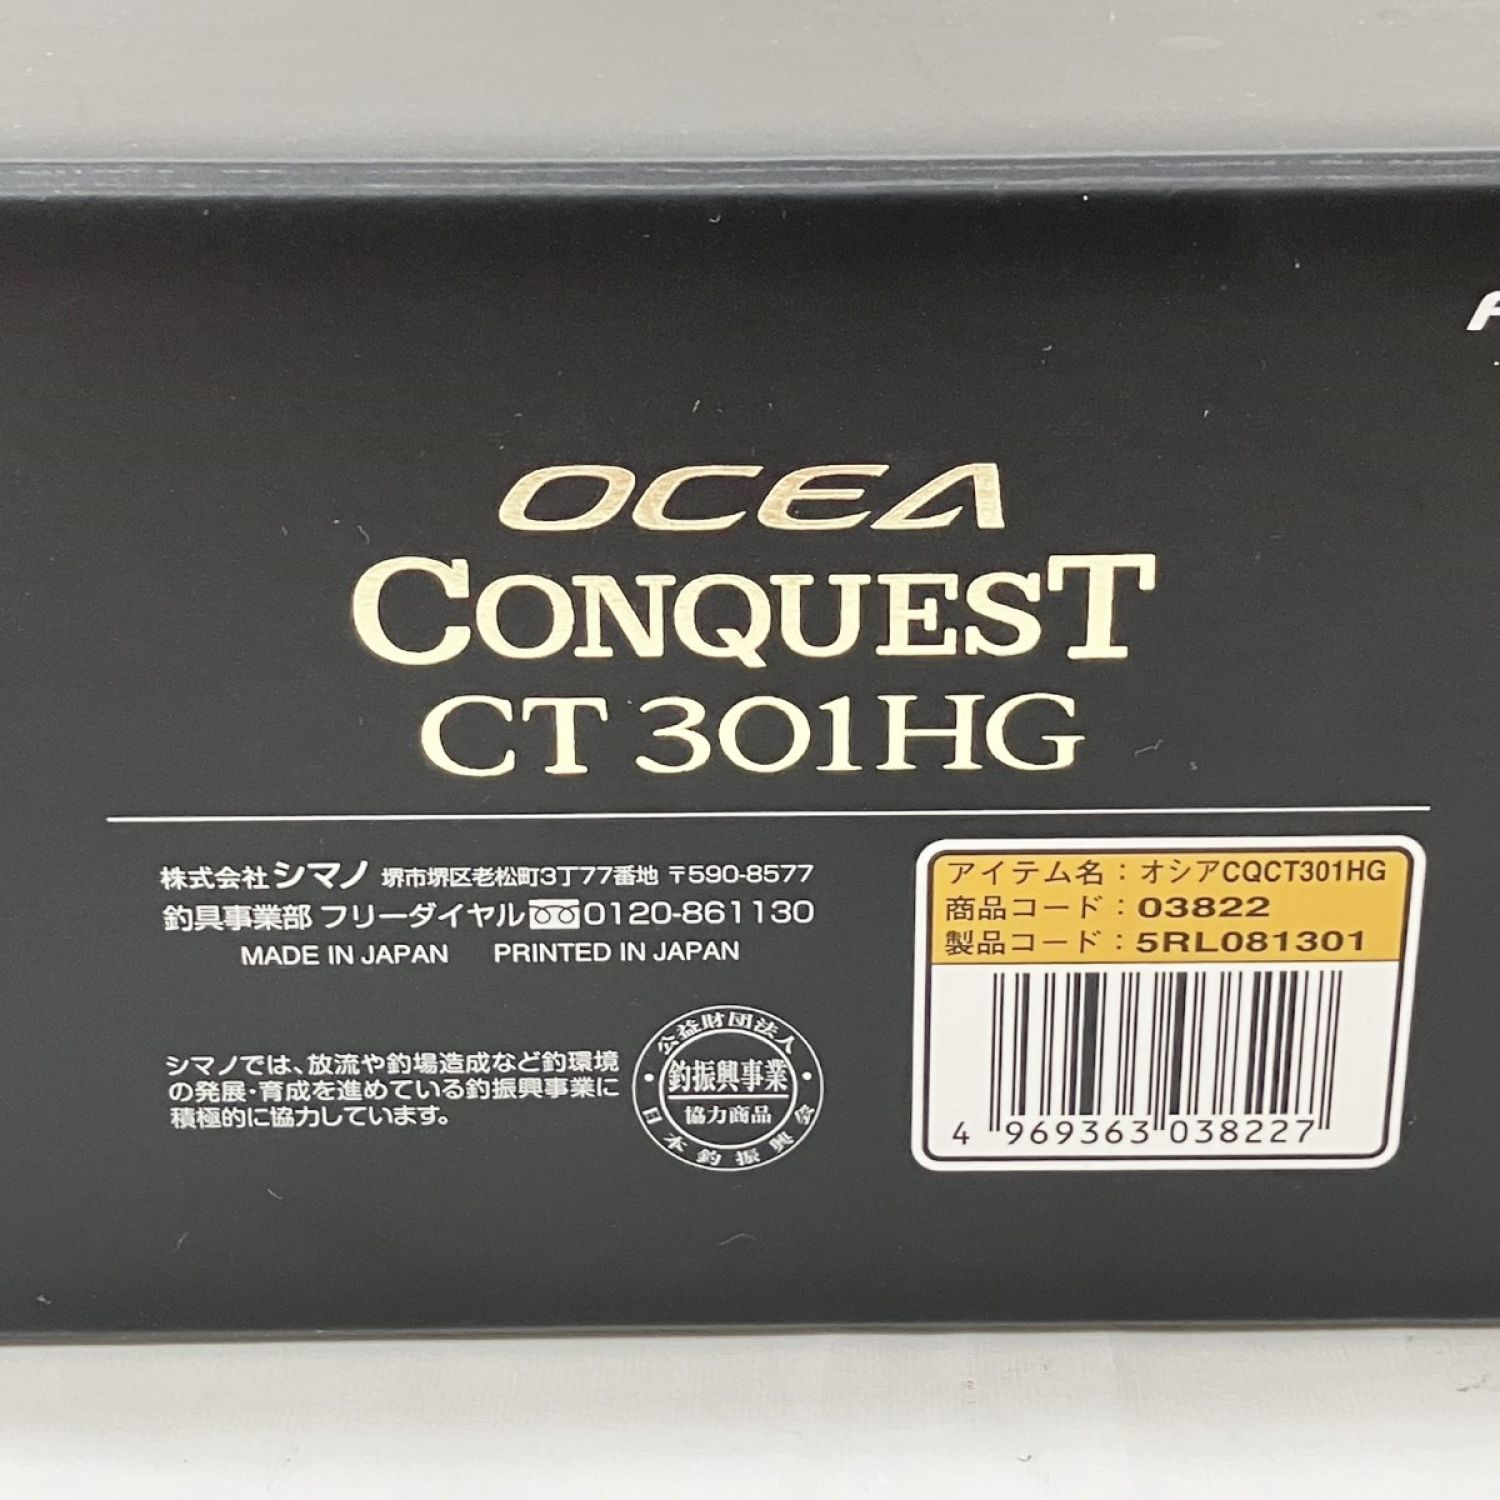 OCEA
CONQUEST
CT 301HG
株式会社シマノ 堺市堺区老松町3丁77番地 〒590-8577
釣具事業部 フリーダイヤル 0120-861130
MADE IN JAPAN PRINTED IN JAPAN
シマノでは、放流や釣場造成など釣環境
の発展・育成を進めている釣振興事業に
積極的に協力しています。
公益財団法人
釣振興事業
協力商品
日本釣振興会
アイテム名：オシアCQCT301HG
商品コード：03822
製品コード：5RL081301
4 969363 038227